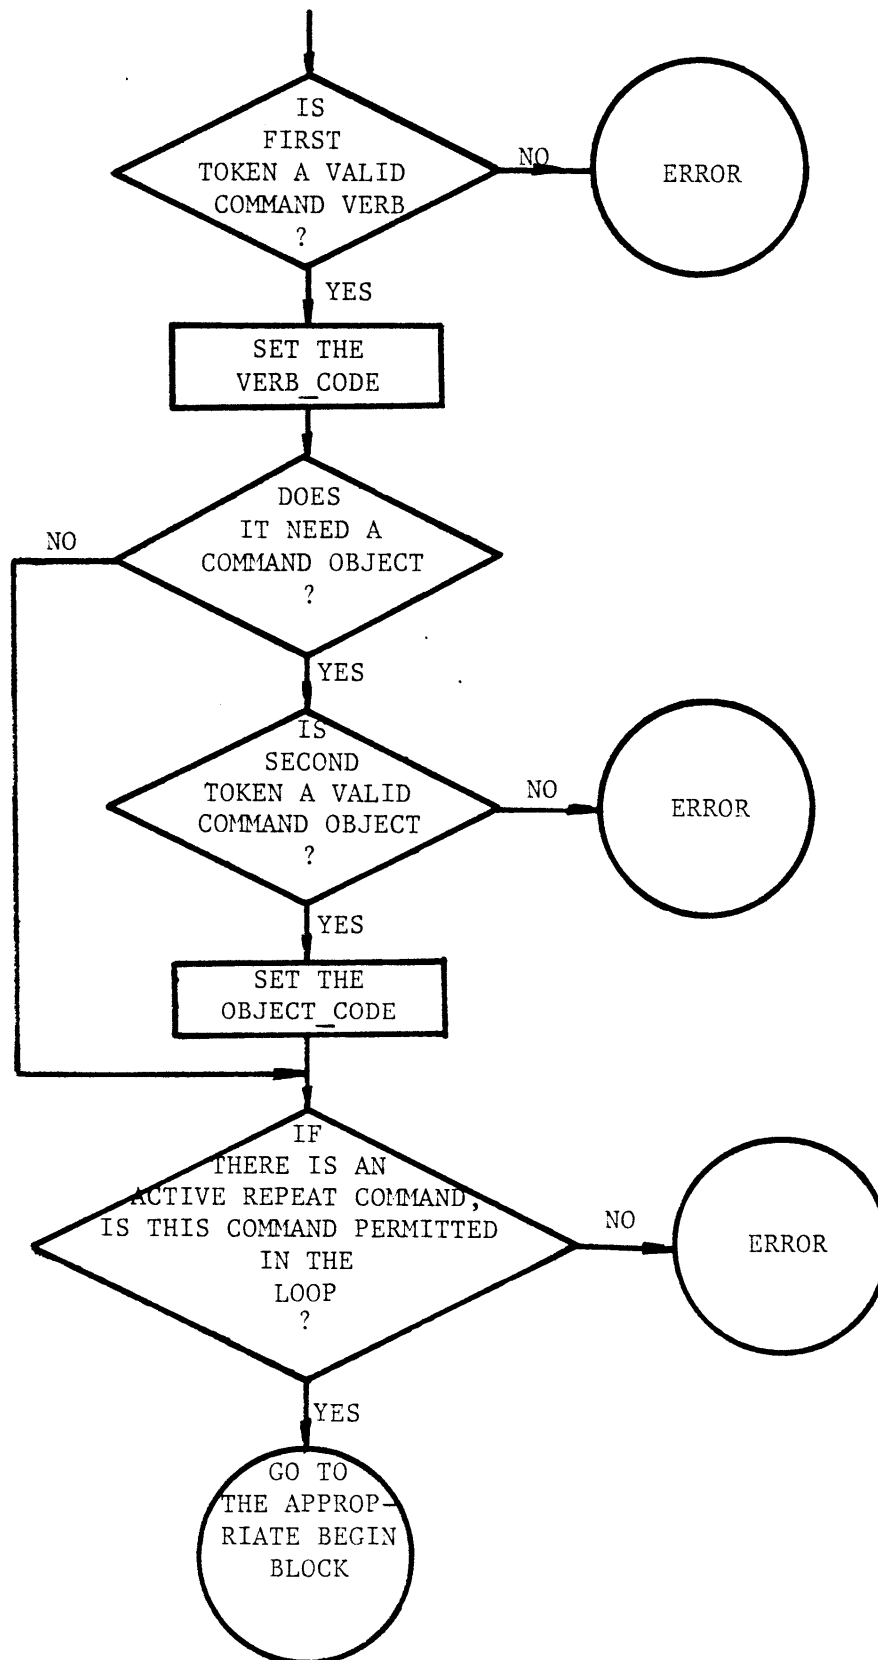 IS
FIRST
TOKEN A VALID
COMMAND VERB
?
NO
ERROR
YES
SET THE
VERB_CODE
DOES
IT NEED A
COMMAND OBJECT
?
NO
YES
IS
SECOND
TOKEN A VALID
COMMAND OBJECT
?
NO
ERROR
YES
SET THE
OBJECT_CODE
IF
THERE IS AN
ACTIVE REPEAT COMMAND,
IS THIS COMMAND PERMITTED
IN THE
LOOP
?
NO
ERROR
YES
GO TO
THE APPROP-
RIATE BEGIN
BLOCK